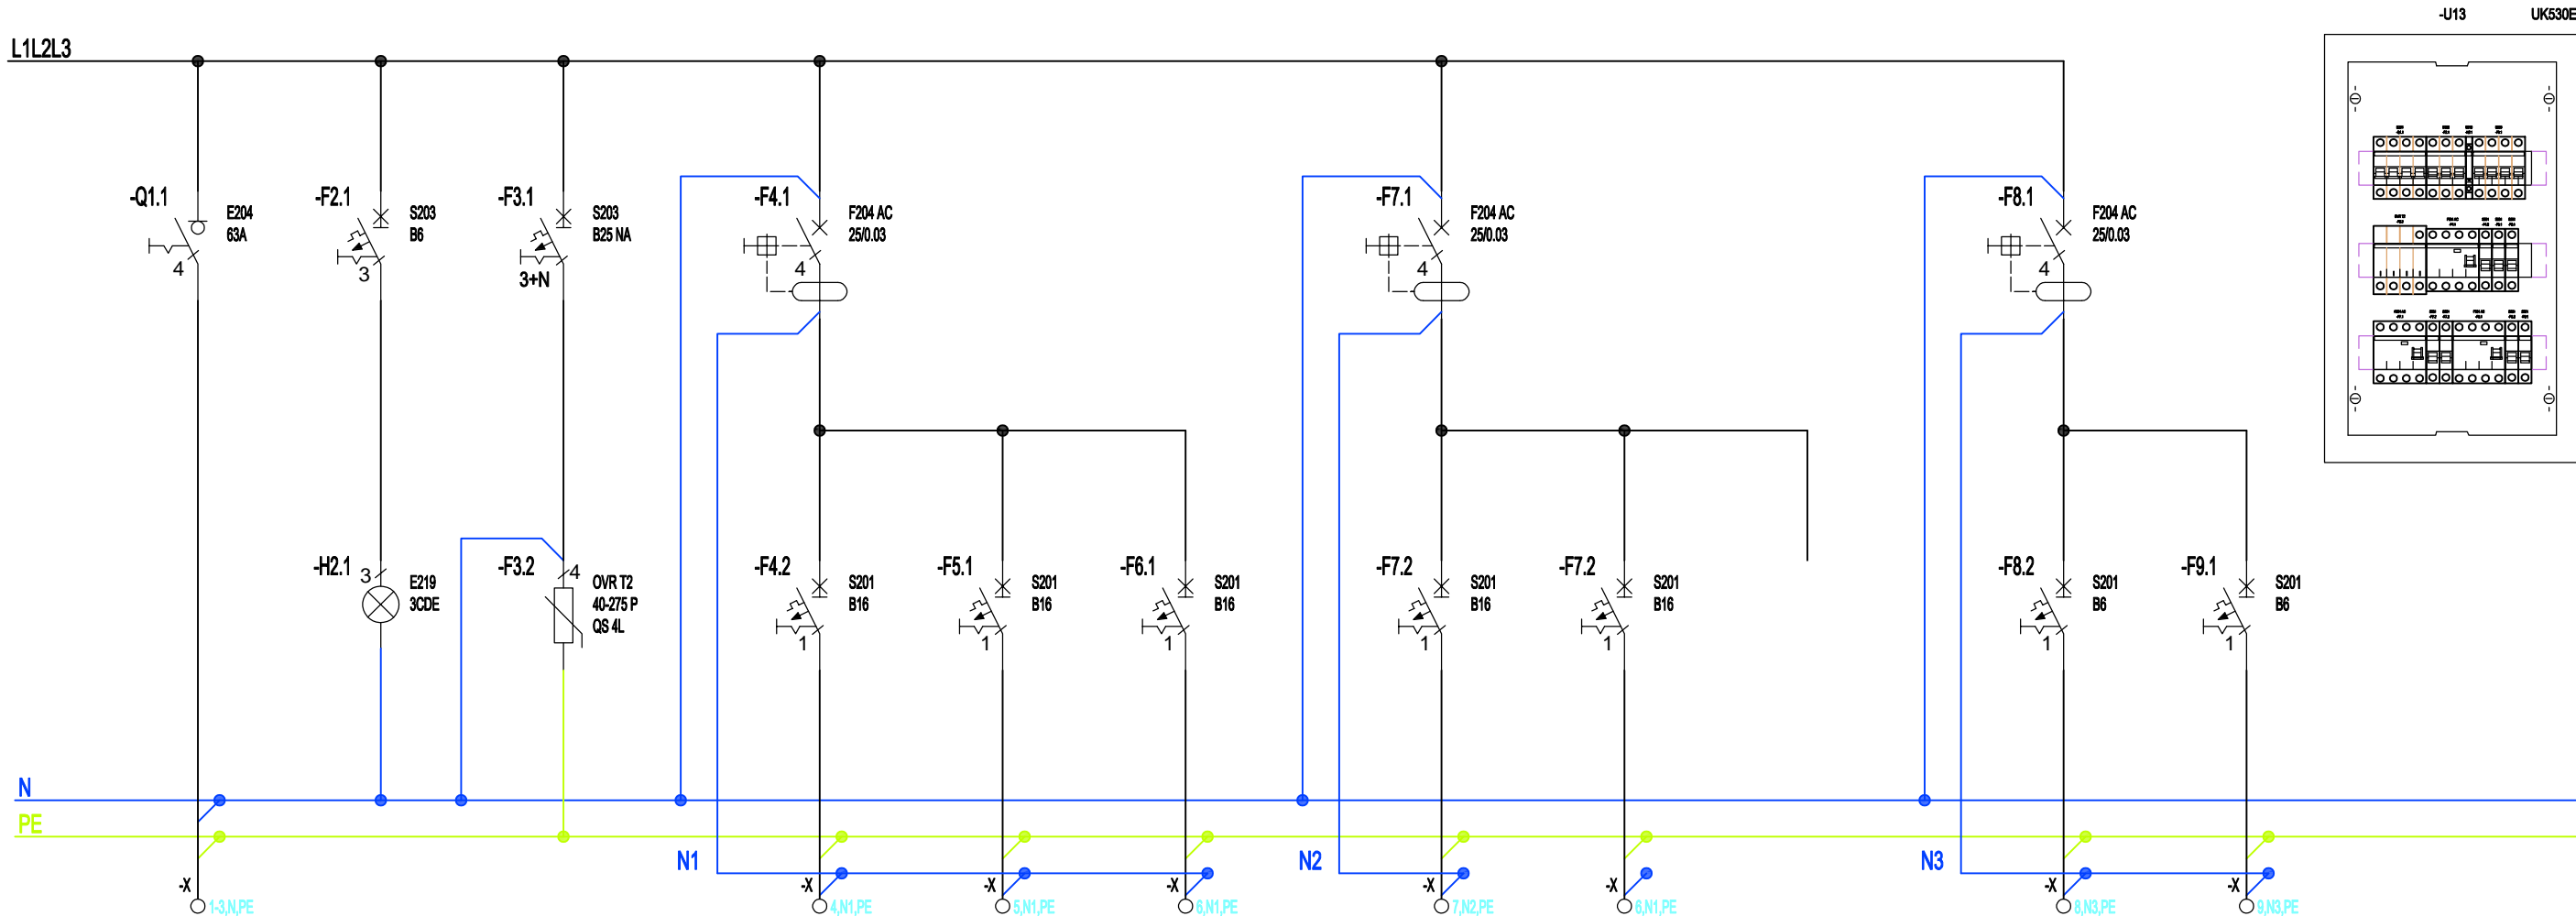 -U13 UK530E
L1L2L3
-Q1.1 E204
63A
4
-F2.1 S203
B6
3
-F3.1 S203
B25 NA
3+N
-F4.1 F204 AC
25/0.03
4
-F7.1 F204 AC
25/0.03
4
-F8.1 F204 AC
25/0.03
4
-H2.1 3 E219
3CDE
-F3.2 4 OVR T2
40-275 P
QS 4L
-F4.2 S201
B16
1
-F5.1 S201
B16
1
-F6.1 S201
B16
1
-F7.2 S201
B16
1
-F7.2 S201
B16
1
-F8.2 S201
B6
1
-F9.1 S201
B6
1
N
PE
N1
N2
N3
-X
1-3,N,PE
-X
4,N1,PE
-X
5,N1,PE
-X
6,N1,PE
-X
7,N2,PE
-X
6,N1,PE
-X
8,N3,PE
-X
9,N3,PE